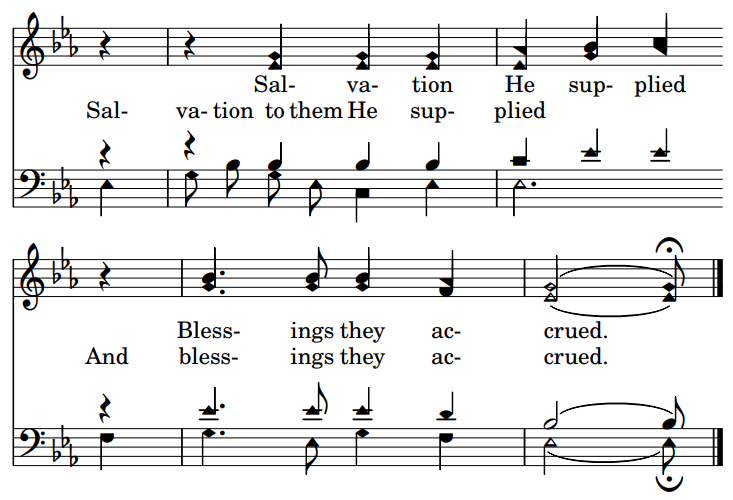 Sal- va- tion He sup- plied
Sal- va- tion to them He sup- plied
Bless- ings they ac- crued.
And bless- ings they ac- crued.